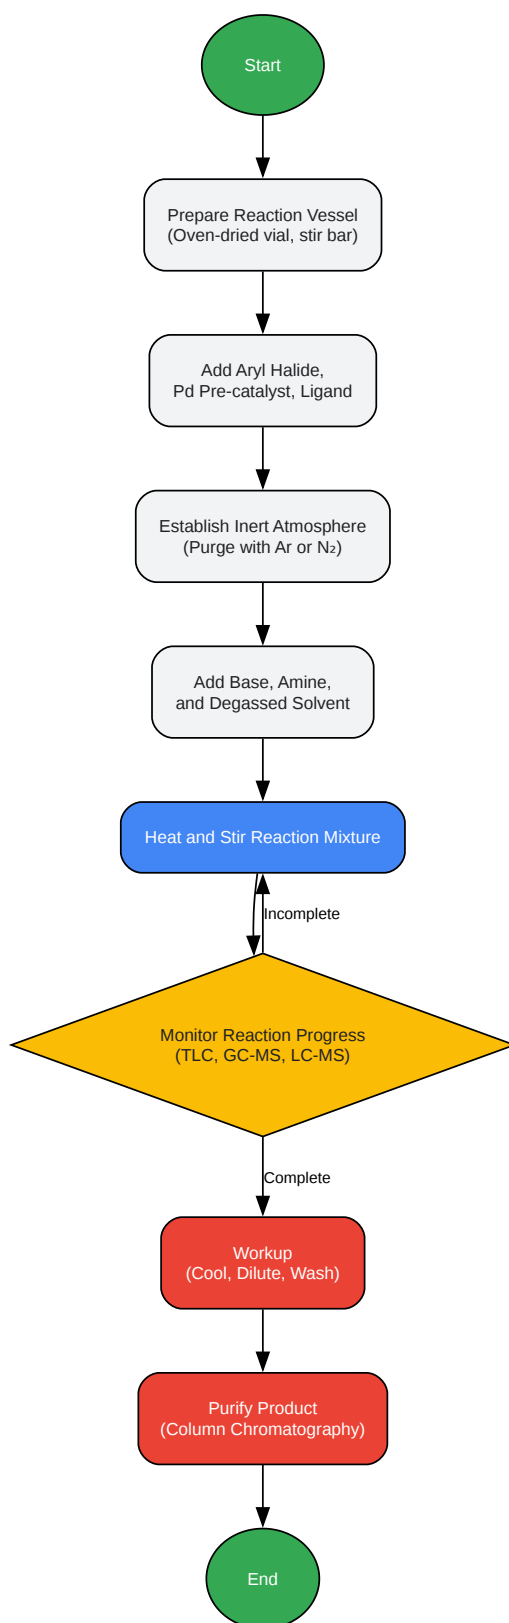 Start
Prepare Reaction Vessel
(Oven-dried vial, stir bar)
Add Aryl Halide,
Pd Pre-catalyst, Ligand
Establish Inert Atmosphere
(Purge with Ar or N₂)
Add Base, Amine,
and Degassed Solvent
Heat and Stir Reaction Mixture
Incomplete
Monitor Reaction Progress
(TLC, GC-MS, LC-MS)
Complete
Workup
(Cool, Dilute, Wash)
Purify Product
(Column Chromatography)
End